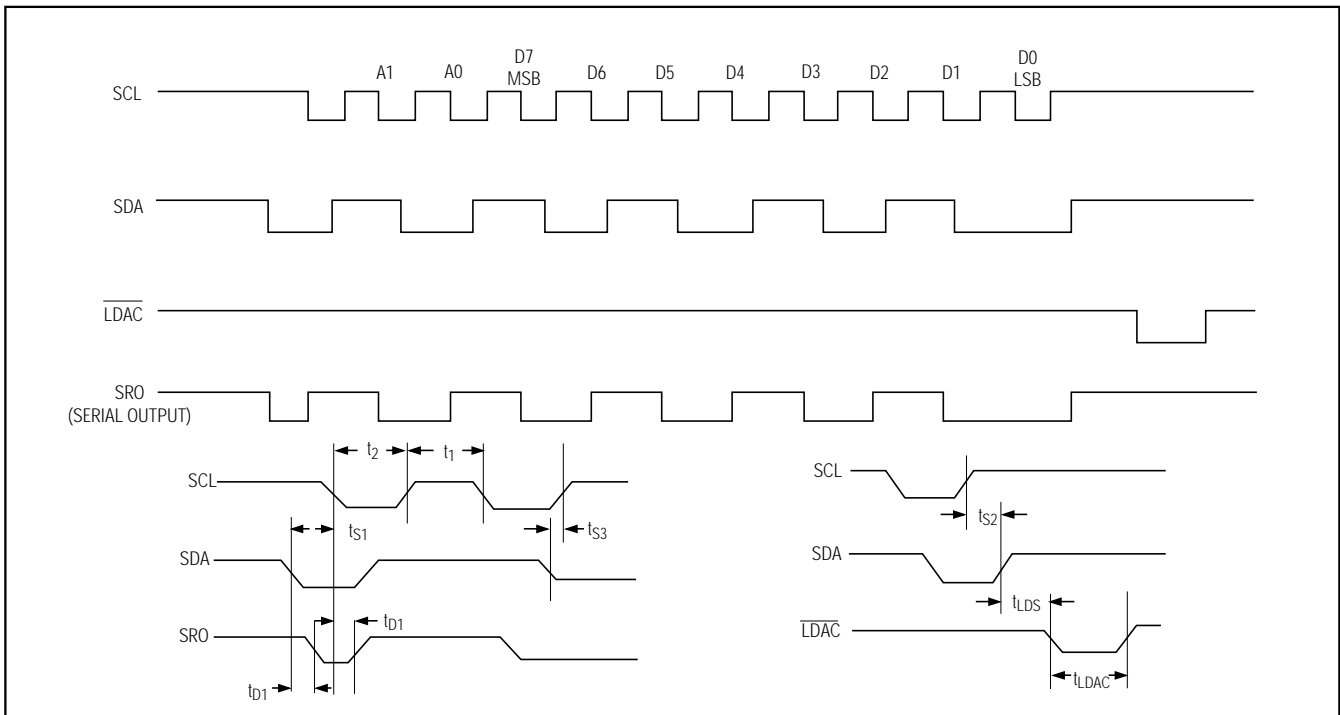 SCL
A1
A0
D7
MSB
D6
D5
D4
D3
D2
D1
D0
LSB
SDA
LDAC
SRO
(SERIAL OUTPUT)
t2
t1
SCL
tS1
tS3
SDA
tD1
SRO
tD1
SCL
tS2
SDA
tLDS
LDAC
tLDAC